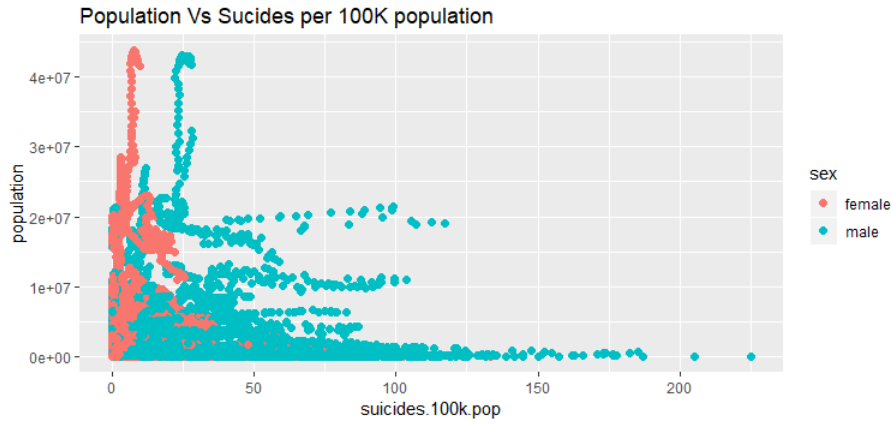 Population Vs Sucides per 100K population
population
4e+07
3e+07
2e+07
1e+07
0e+00
0 50 100 150 200
suicides.100k.pop
sex
female
male